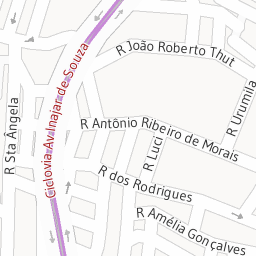 R João Roberto Thut
Ciclovia Av Inajar de Souza
R Urumila
R Sta Ângela
R Antônio Ribeiro de Morais
R Luci
R dos Rodrigues
R Amélia Gonçalves